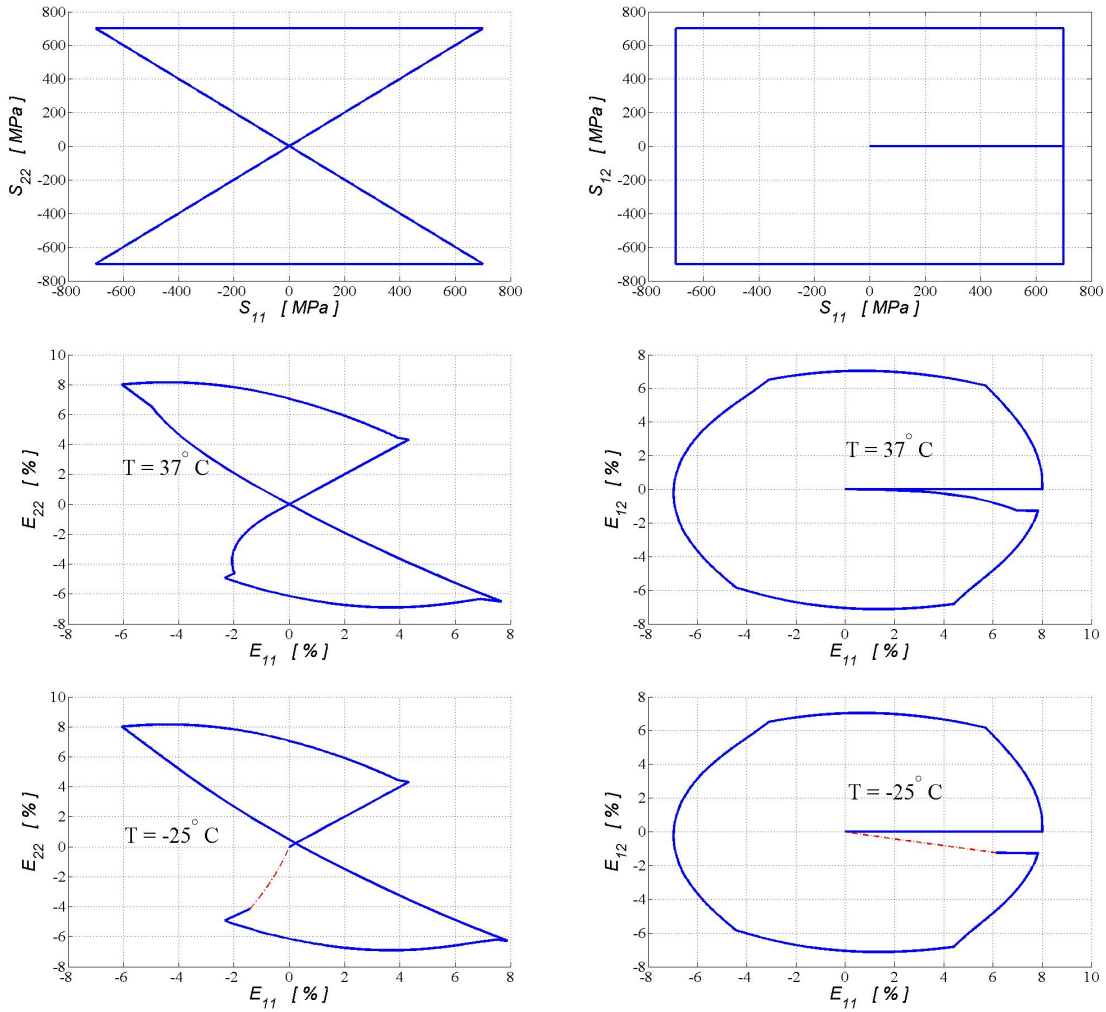 800
600
400
200
0
-200
-400
-600
-800
S22 [ MPa]
-800 -600 -400 -200 0 200 400 600 800
S11 [ MPa]
800
600
400
200
0
-200
-400
-600
-800
S12 [ MPa]
-800 -600 -400 -200 0 200 400 600 800
S11 [ MPa]
10
8
6
4
2
0
-2
-4
-6
-8
E22 [ % ]
T = 37° C
-8 -6 -4 -2 0 2 4 6 8
E11 [ % ]
8
6
4
2
0
-2
-4
-6
-8
E12 [ % ]
T = 37° C
-8 -6 -4 -2 0 2 4 6 8 10
E11 [ % ]
10
8
6
4
2
0
-2
-4
-6
-8
E22 [ % ]
T = -25° C
-8 -6 -4 -2 0 2 4 6 8
E11 [ % ]
8
6
4
2
0
-2
-4
-6
-8
E12 [ % ]
T = -25° C
-8 -6 -4 -2 0 2 4 6 8 10
E11 [ % ]